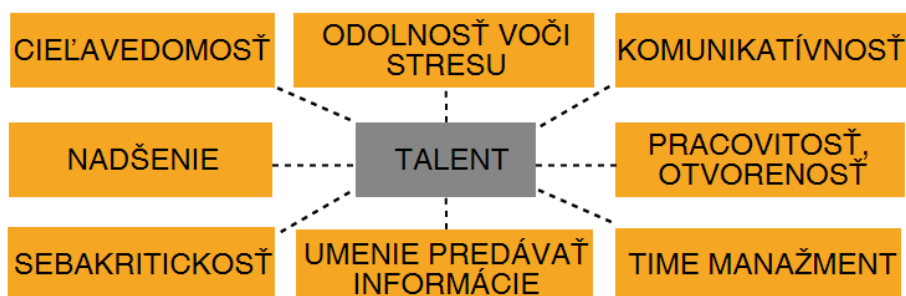 CIEĽAVEDOMOSŤ
ODOLNOSŤ VOČI
STRESU
KOMUNIKATÍVNOSŤ
NADŠENIE
TALENT
PRACOVITOSŤ,
OTVORENOSŤ
SEBAKRITICKOSŤ
UMENIE PREDÁVAŤ
INFORMÁCIE
TIME MANAŽMENT